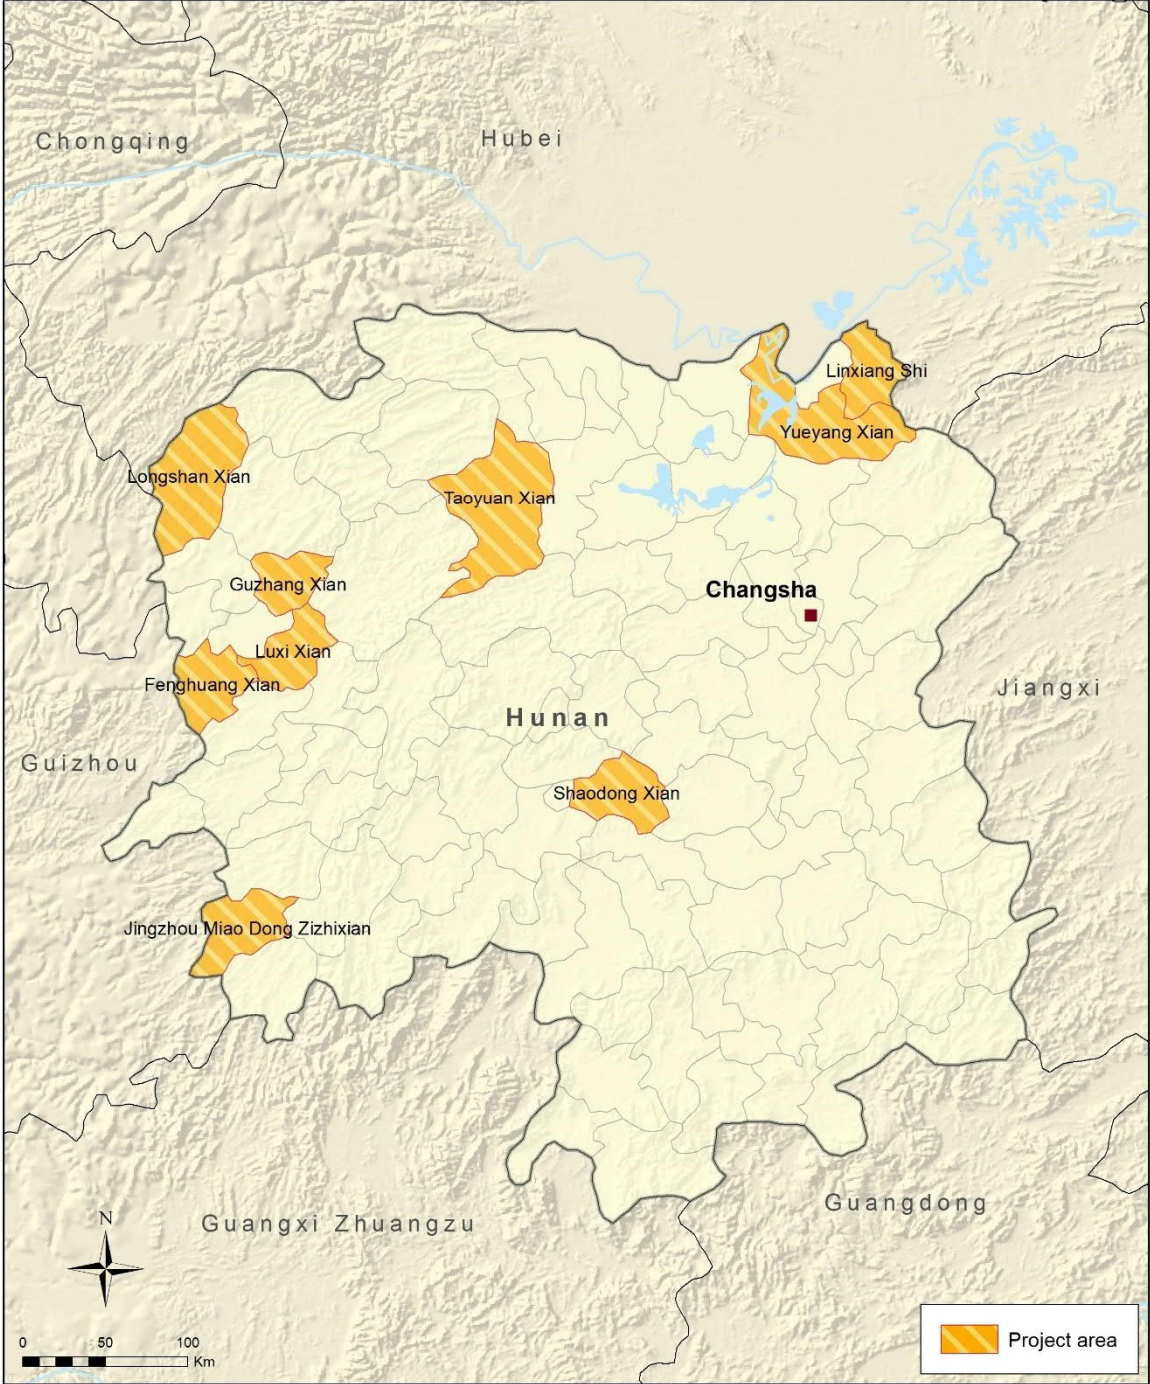 Chongqing
Hubei
Linxiang Shi
Yueyang Xian
Longshan Xian
Taoyuan Xian
Guzhang Xian
Changsha
Luxi Xian
Fenghuang Xian
Jiangxi
Hunan
Guizhou
Shaodong Xian
Jingzhou Miao Dong Zizhixian
Guangdong
Guangxi Zhuangzu
N
0 50 100
Km
Project area